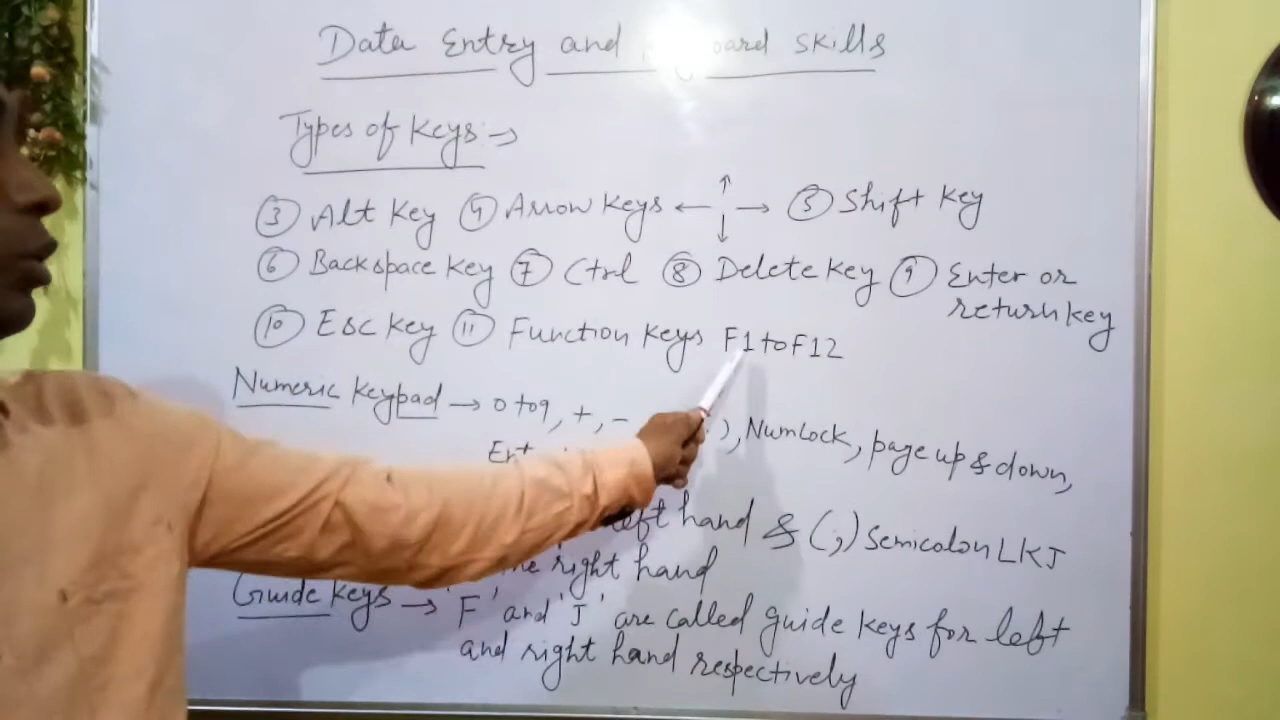 Data Entry and skills
Types of Keys →
③ Alt Key ④ Arrow Keys ← ↑ ↓ → ⑤ Shift Key
⑥ Backspace Key ⑦ Ctrl ⑧ Delete Key ⑨ Enter or return key
⑩ Esc Key ⑪ Function Keys F1 to F12
Numeric Keypad → 0 to 9, +, - ), NumLock, page up & down,
left hand & (;) Semicolon L K J
right hand
Guide Keys → 'F' and 'J' are called guide keys for left
and right hand respectively